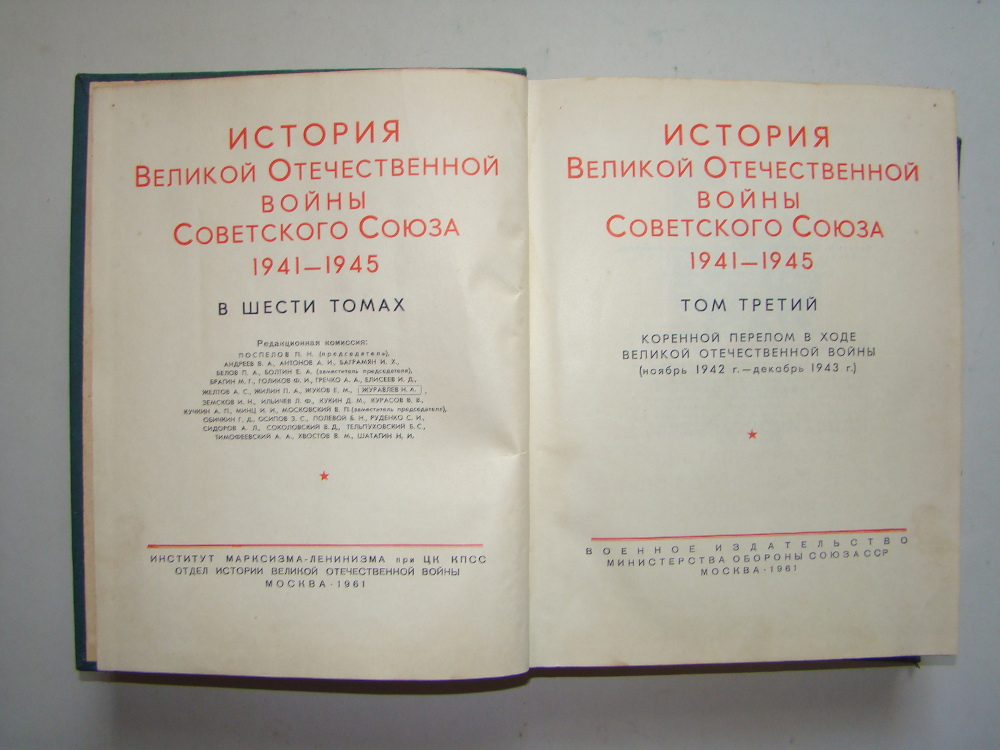 ИСТОРИЯ
ВЕЛИКОЙ ОТЕЧЕСТВЕННОЙ
ВОЙНЫ
СОВЕТСКОГО СОЮЗА
1941—1945
В ШЕСТИ ТОМАХ
Редакционная комиссия:
ПОСПЕЛОВ П. Н. (председатель),
АНДРЕЕВ В. А., АНТОНОВ А. И., БАГРАМЯН И. Х.,
БЕЛОВ П. А., БОЛТИН Е. А. (заместитель председателя),
БРАГИН М. Г., ГОЛИКОВ Ф. И., ГРЕЧКО А. А., ЕЛИСЕЕВ И. Д.,
ЖЕЛТОВ А. С., ЖИЛИН П. А., ЖУКОВ Е. М., ЖУРАВЛЕВ Н. А.,
ЗЕМСКОВ И. Н., ИЛЬИЧЕВ Л. Ф., КУКИН Д. М., КУРАСОВ В. В.,
КУЧКИН А. П., МИНЦ И. И., МОСКОВСКИЙ В. П. (заместитель председателя),
ОБИЧКИН Г. Д., ОСИПОВ З. С., ПОЛЕВОЙ Б. Н., РУДЕНКО С. И.,
СИДОРОВ А. Л., СОКОЛОВСКИЙ В. Д., ТЕЛЬПУХОВСКИЙ Б. С.,
ТИМОФЕЕВСКИЙ А. А., ХВОСТОВ В. М., ШАТАГИН Н. И.
ИНСТИТУТ МАРКСИЗМА-ЛЕНИНИЗМА при ЦК КПСС
ОТДЕЛ ИСТОРИИ ВЕЛИКОЙ ОТЕЧЕСТВЕННОЙ ВОЙНЫ
МОСКВА · 1961
ИСТОРИЯ
ВЕЛИКОЙ ОТЕЧЕСТВЕННОЙ
ВОЙНЫ
СОВЕТСКОГО СОЮЗА
1941—1945
ТОМ ТРЕТИЙ
КОРЕННОЙ ПЕРЕЛОМ В ХОДЕ
ВЕЛИКОЙ ОТЕЧЕСТВЕННОЙ ВОЙНЫ
(ноябрь 1942 г.—декабрь 1943 г.)
ВОЕННОЕ ИЗДАТЕЛЬСТВО
МИНИСТЕРСТВА ОБОРОНЫ СОЮЗА ССР
МОСКВА · 1961